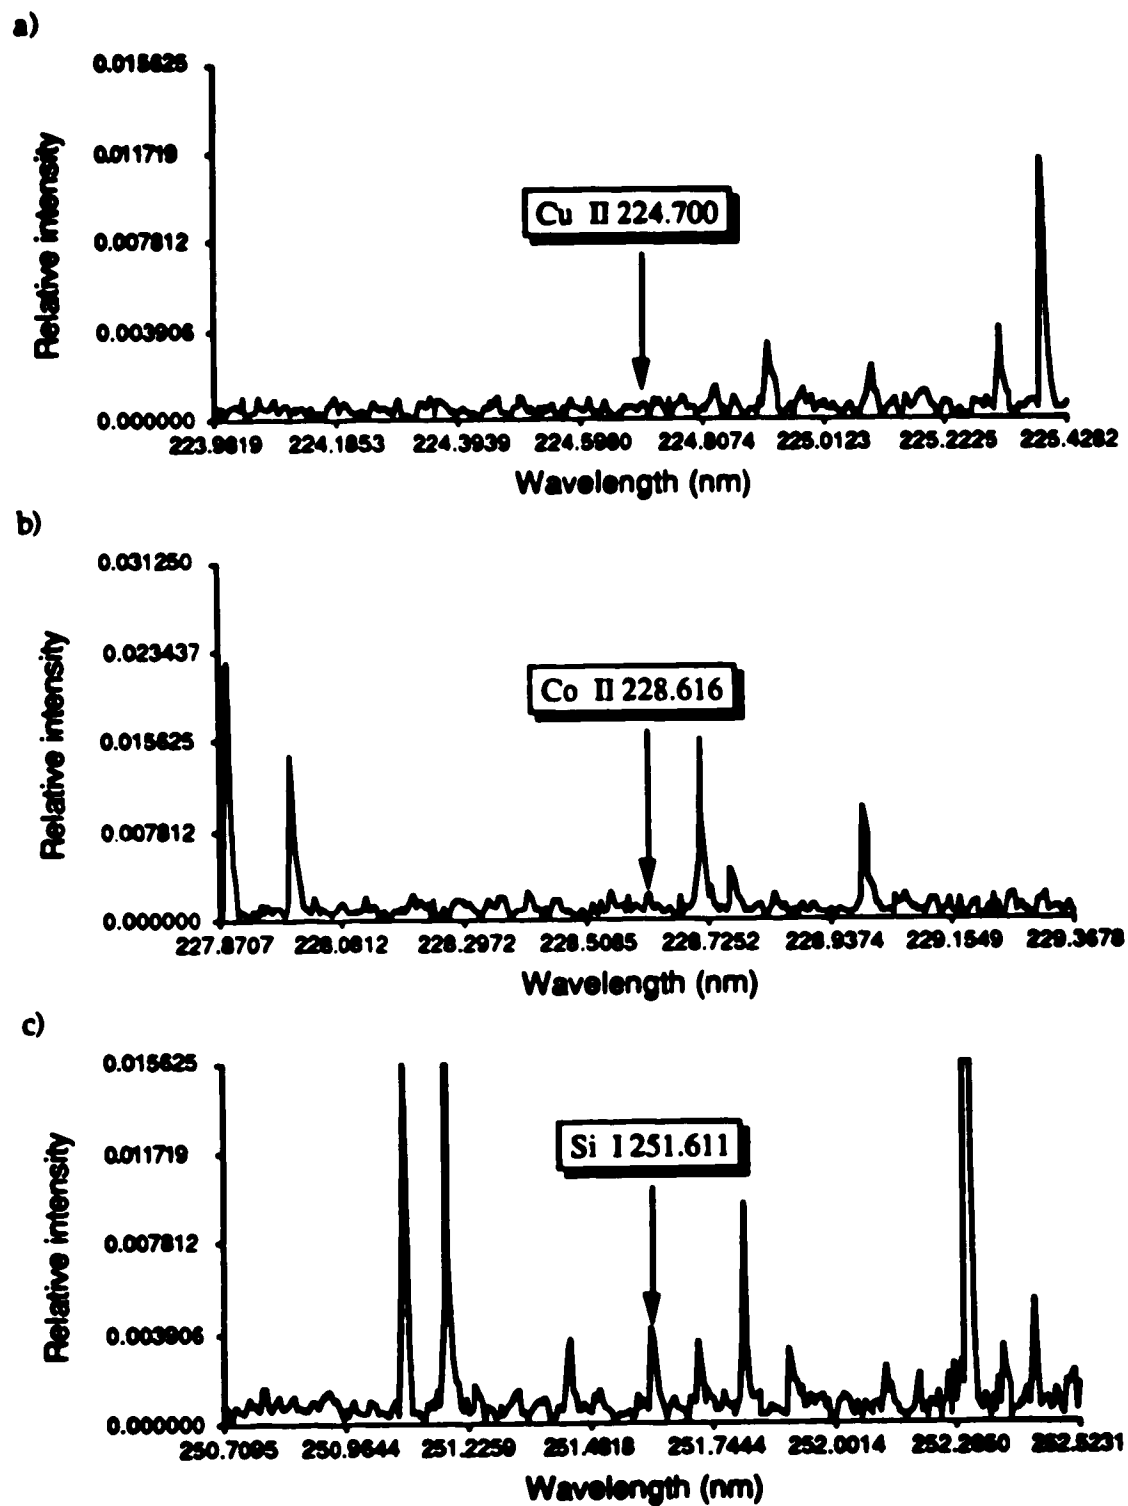 a)
0.015625
0.011719
0.007812
0.003906
0.000000
Relative intensity
Cu II 224.700
223.9819 224.1853 224.3939 224.5980 224.8074 225.0123 225.2225 225.4282
Wavelength (nm)
b)
0.031250
0.023437
0.015625
0.007812
0.000000
Relative intensity
Co II 228.616
227.8707 228.0812 228.2972 228.5085 228.7252 228.9374 229.1549 229.3678
Wavelength (nm)
c)
0.015625
0.011719
0.007812
0.003906
0.000000
Relative intensity
Si I 251.611
250.7095 250.9644 251.2259 251.4818 251.7444 252.0014 252.2650 252.5231
Wavelength (nm)